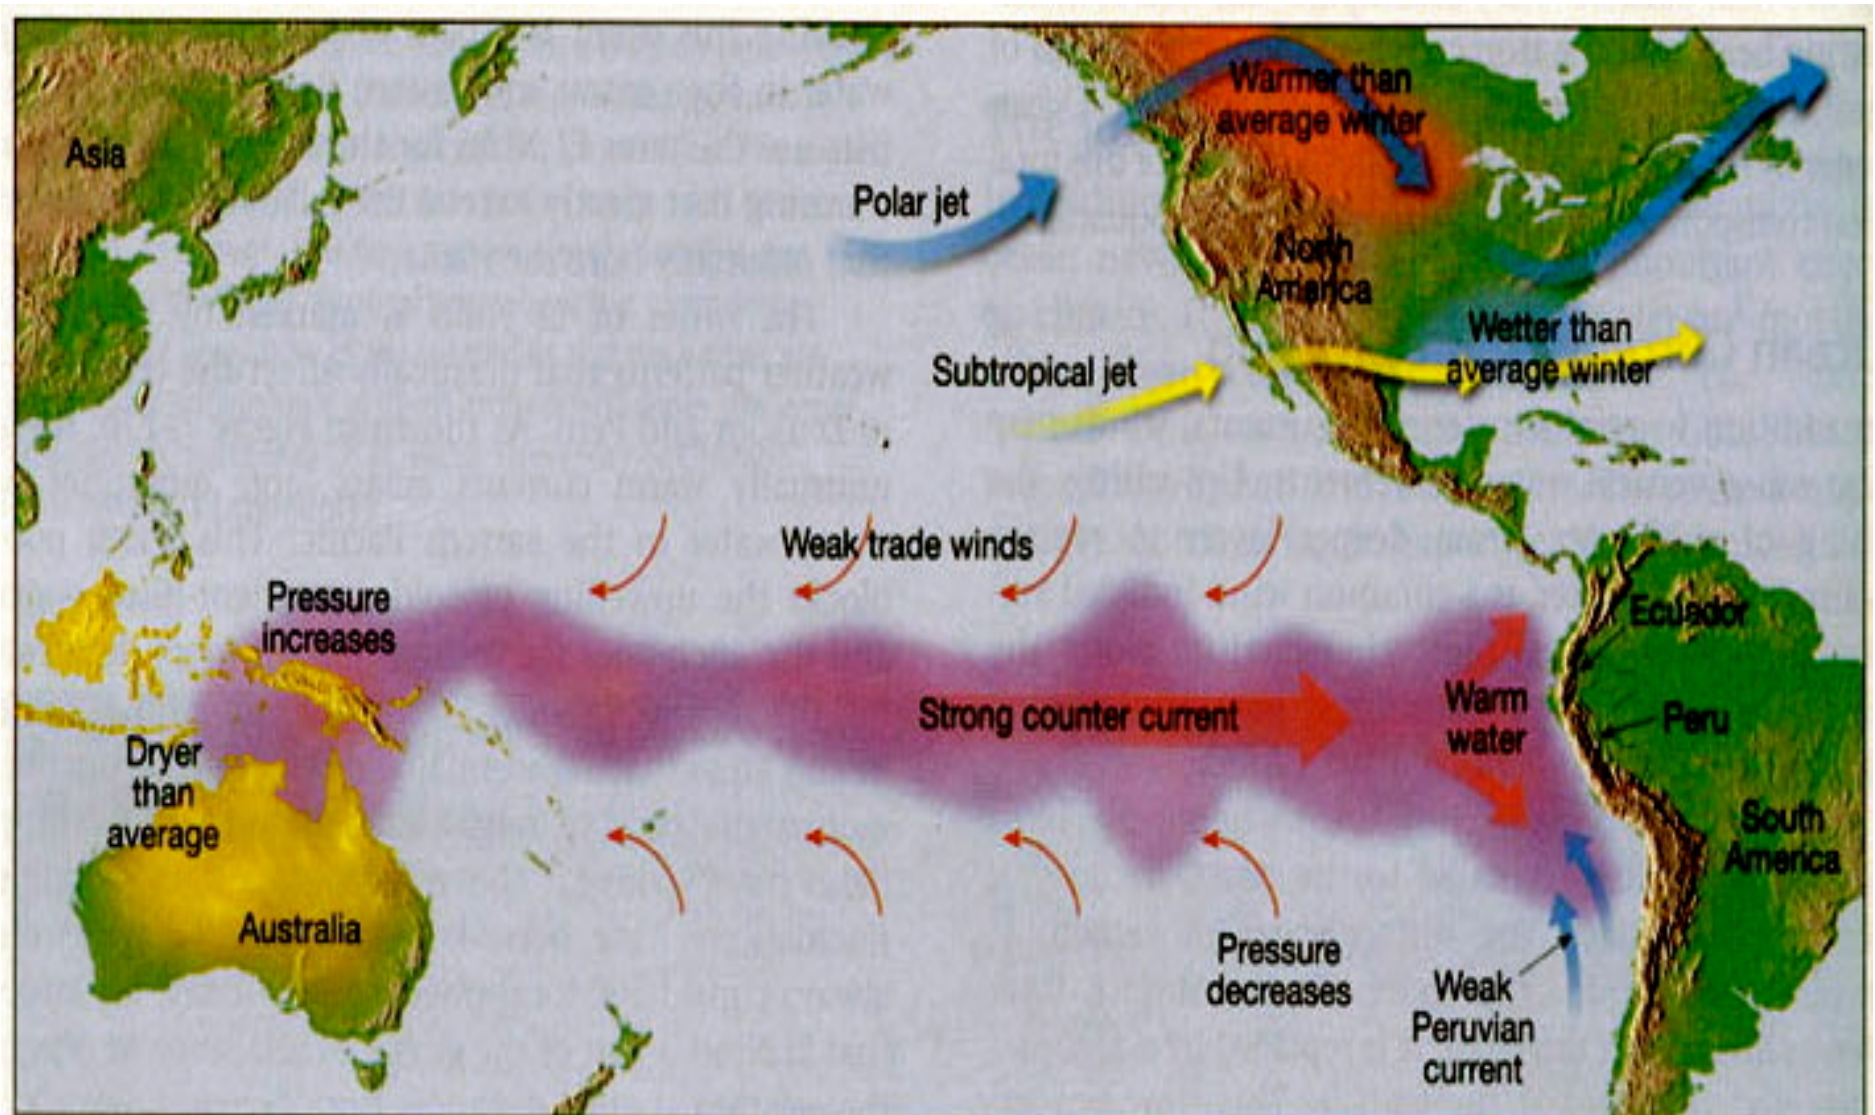 Asia
Polar jet
Warmer than
average winter
North
America
Subtropical jet
Wetter than
average winter
Weak trade winds
Pressure
increases
Ecuador
Strong counter current
Warm
water
Peru
Dryer
than
average
South
America
Australia
Pressure
decreases
Weak
Peruvian
current